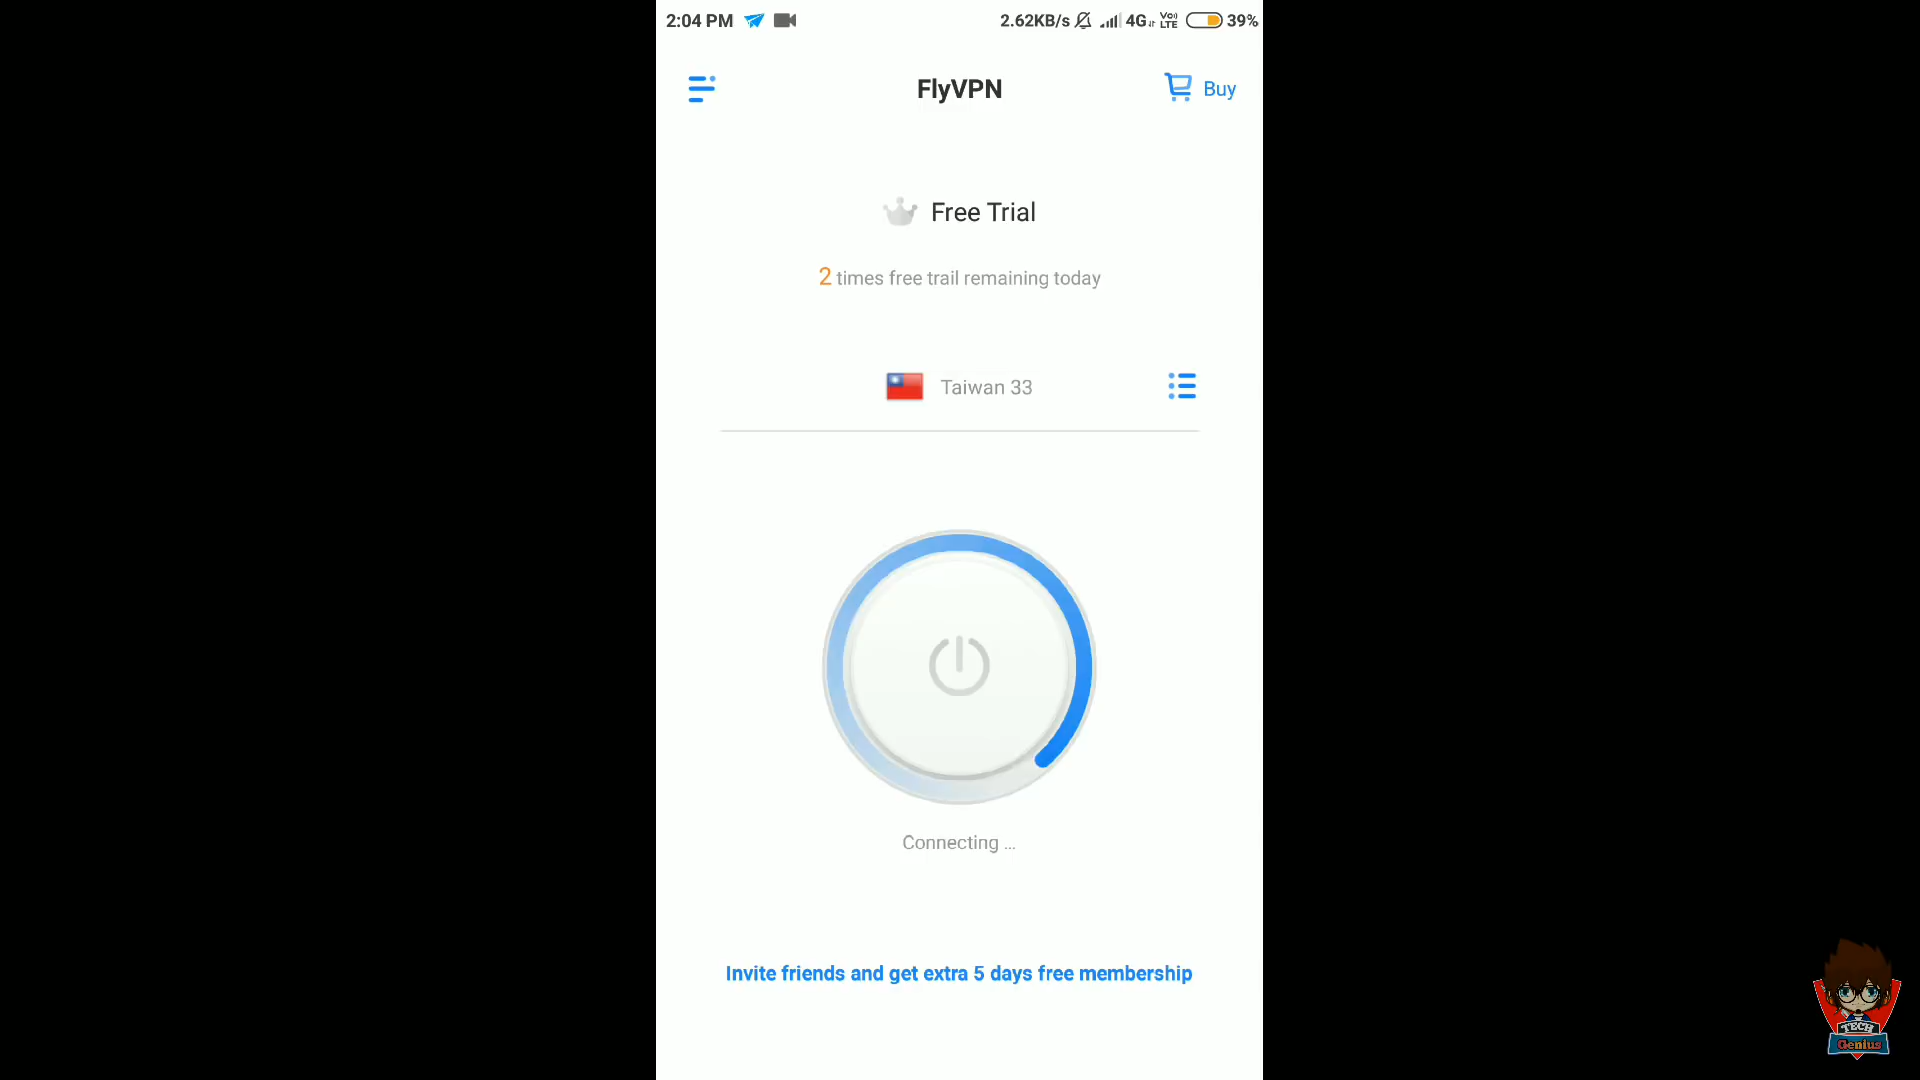 2:04 PM 2.62KB/s 4G VoLTE 39%
FlyVPN
Buy
Free Trial
2 times free trail remaining today
Taiwan 33
Connecting ...
Invite friends and get extra 5 days free membership
TECH
Genius